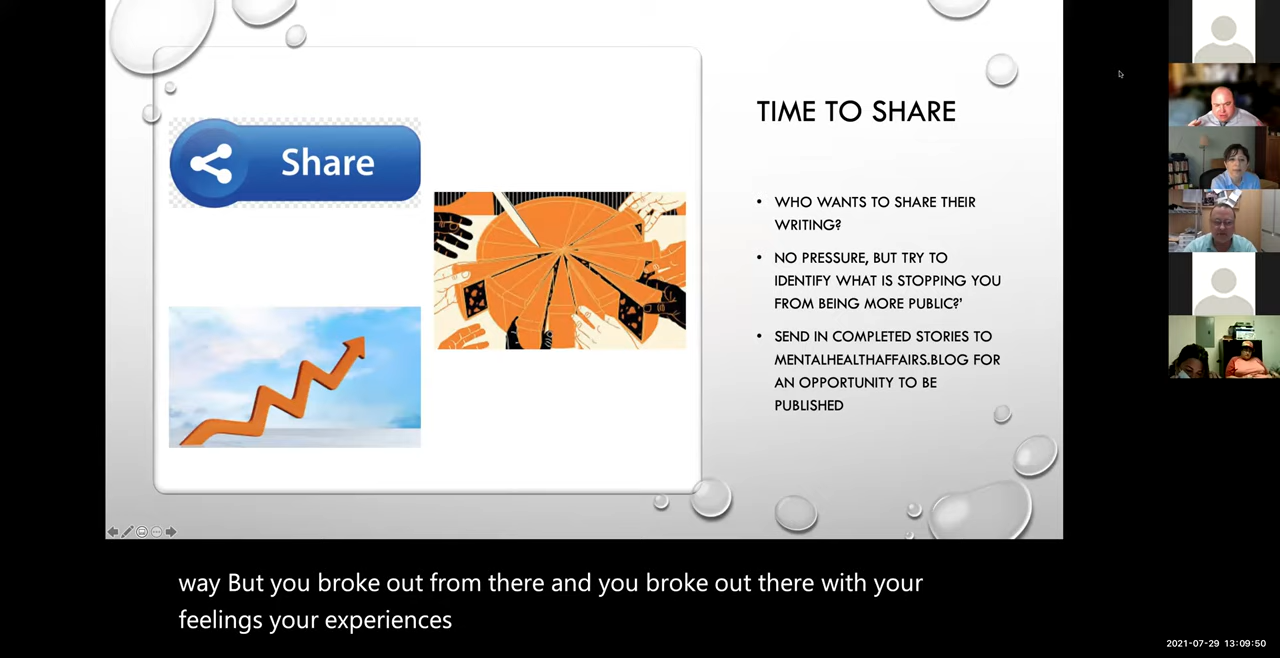 Share
TIME TO SHARE
• WHO WANTS TO SHARE THEIR
WRITING?
• NO PRESSURE, BUT TRY TO
IDENTIFY WHAT IS STOPPING YOU
FROM BEING MORE PUBLIC?'
• SEND IN COMPLETED STORIES TO
MENTALHEALTHAFFAIRS.BLOG FOR
AN OPPORTUNITY TO BE
PUBLISHED
way But you broke out from there and you broke out there with your
feelings your experiences
2021-07-29 13:09:50